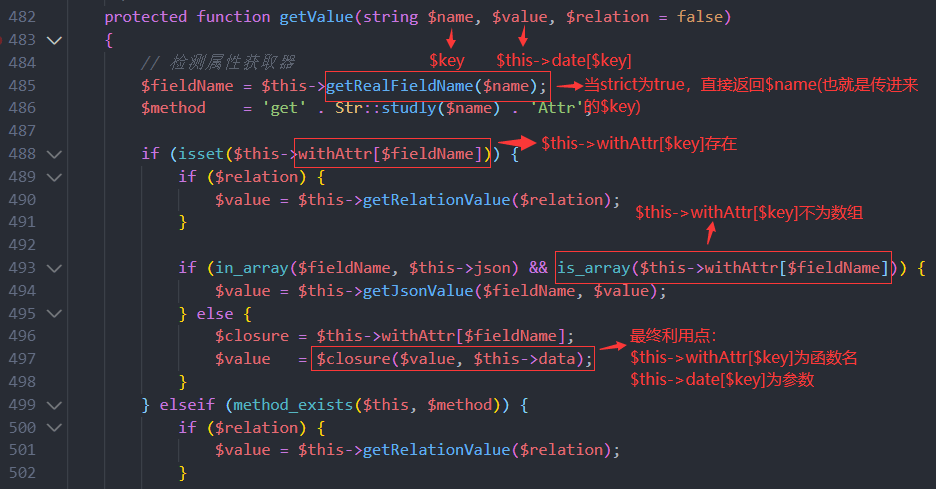 482 protected function getValue(string $name, $value, $relation = false)
483 {
$key $this->date[$key]
484 // 检测属性获取器
485 $fieldName = $this->getRealFieldName($name);
当strict为true，直接返回$name(也就是传进来
的$key)
486 $method = 'get' . Str::studly($name) . 'Attr';
487
$this->withAttr[$key]存在
488 if (isset($this->withAttr[$fieldName])) {
489 if ($relation) {
490 $value = $this->getRelationValue($relation);
491 }
$this->withAttr[$key]不为数组
492
493 if (in_array($fieldName, $this->json) && is_array($this->withAttr[$fieldName])) {
494 $value = $this->getJsonValue($fieldName, $value);
495 } else {
496 $closure = $this->withAttr[$fieldName];
497 $value = $closure($value, $this->data);
最终利用点：
$this->withAttr[$key]为函数名
$this->date[$key]为参数
498 }
499 } elseif (method_exists($this, $method)) {
500 if ($relation) {
501 $value = $this->getRelationValue($relation);
502 }